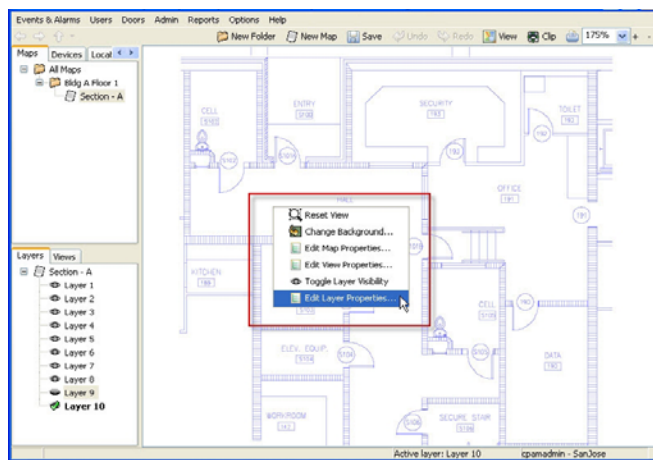 Events & Alarms Users Doors Admin Reports Options Help
New Folder New Map Save Undo Redo View Clip 175% + -
Maps Devices Local
All Maps
Bldg A Floor 1
Section - A
CELL
ENTRY
SECURITY
TOILET
OFFICE
191
HALL
Reset View
Change Background...
Edit Map Properties...
Edit View Properties...
Toggle Layer Visibility
Edit Layer Properties...
KITCHEN
CELL
ELEV. EQUIP.
S104
DATA
WORKROOM
SECURE STAIR
Layers Views
Section - A
Layer 1
Layer 2
Layer 3
Layer 4
Layer 5
Layer 6
Layer 7
Layer 8
Layer 9
Layer 10
Active layer: Layer 10 cpamadmin - SanJose